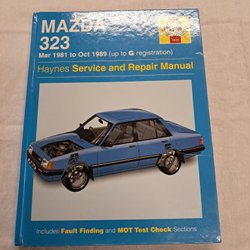 MAZDA
323
Mar 1981 to Oct 1989 (up to G registration)
Haynes Service and Repair Manual
Includes Fault Finding and MOT Test Check Sections